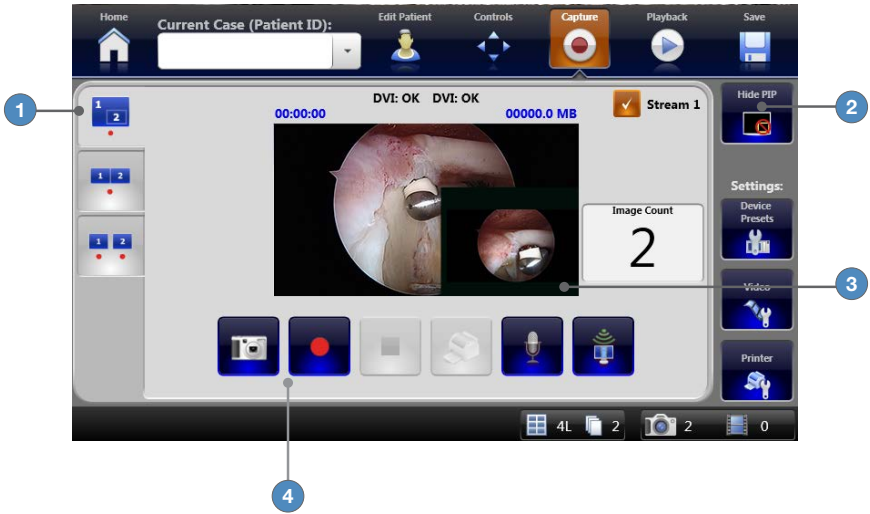 Home
Current Case (Patient ID):
Edit Patient
Controls
Capture
Playback
Save
1
1
2
DVI: OK DVI: OK
00:00:00
00000.0 MB
Stream 1
Hide PIP
2
1 2
Settings:
Device
Presets
Image Count
2
1 2
Video
3
Printer
4L
2
2
0
4